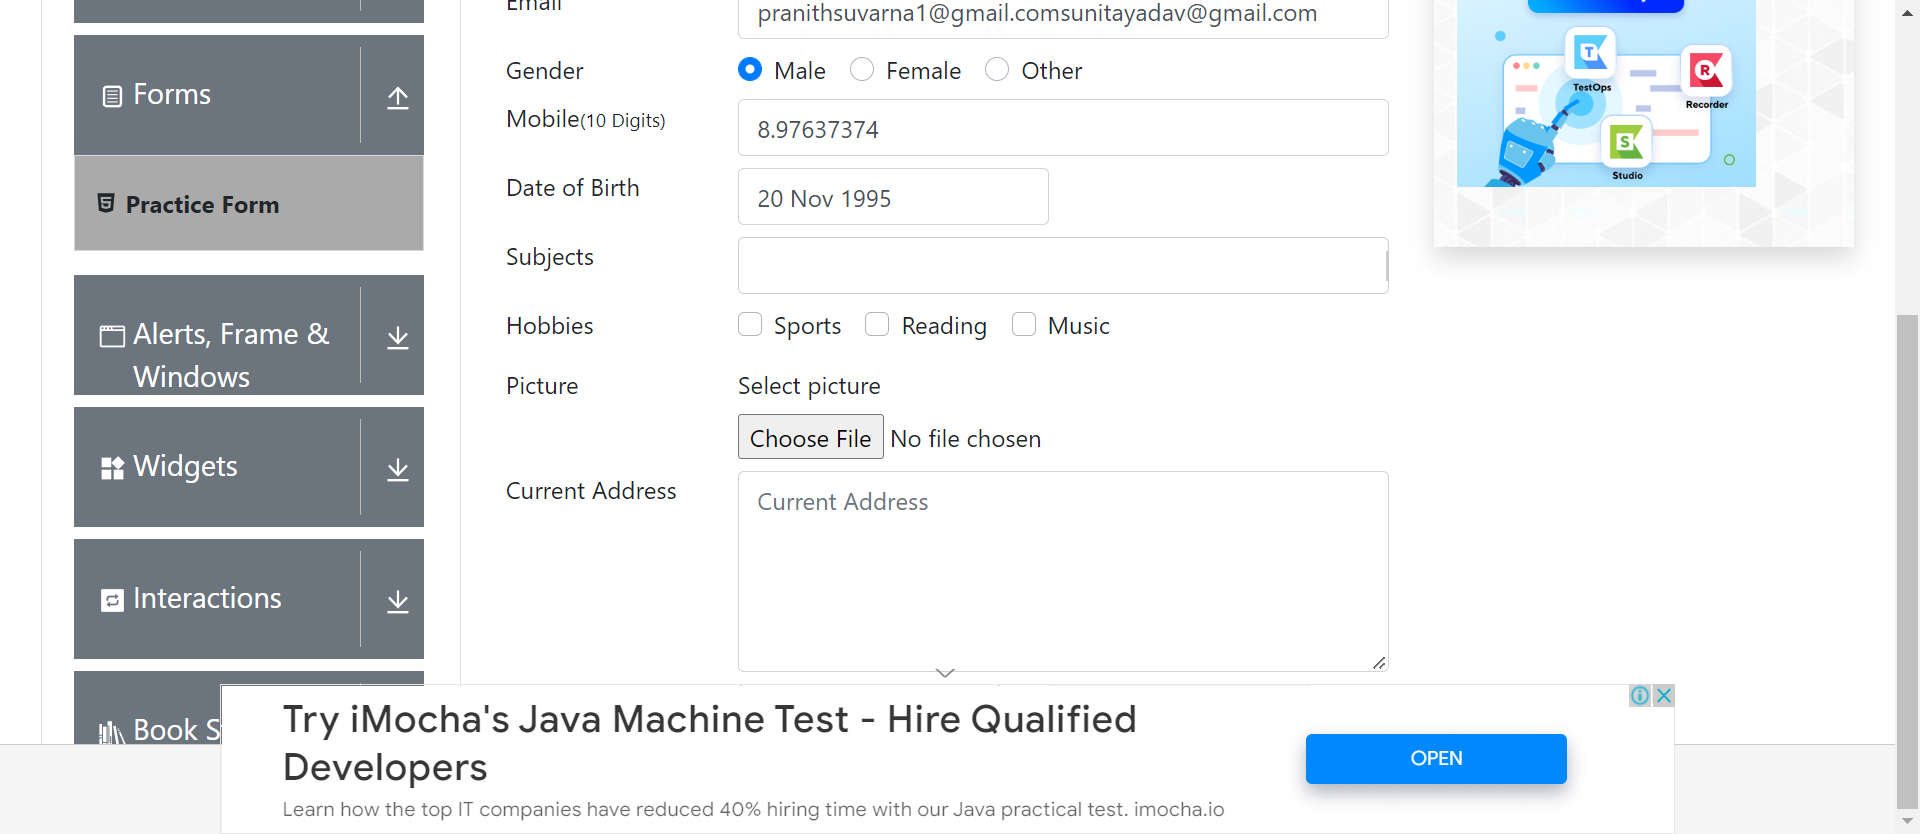 Email
pranithsuvarna1@gmail.comsunitayadav@gmail.com
Gender
Male
Female
Other
Mobile(10 Digits)
8.97637374
Date of Birth
20 Nov 1995
Subjects
Hobbies
Sports
Reading
Music
Picture
Select picture
Choose File No file chosen
Current Address
Current Address
Forms
Practice Form
Alerts, Frame &
Windows
Widgets
Interactions
Book S
TestOps
Recorder
Studio
Try iMocha's Java Machine Test - Hire Qualified
Developers
Learn how the top IT companies have reduced 40% hiring time with our Java practical test. imocha.io
OPEN